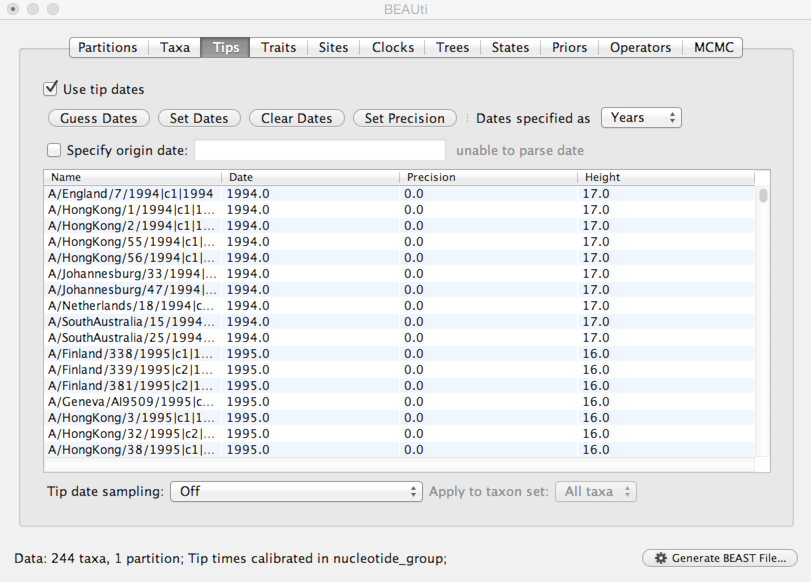 BEAUti
Partitions Taxa Tips Traits Sites Clocks Trees States Priors Operators MCMC
Use tip dates
Guess Dates Set Dates Clear Dates Set Precision Dates specified as Years
Specify origin date: unable to parse date
Name Date Precision Height
A/England/7/1994|c1|1994 1994.0 0.0 17.0
A/HongKong/1/1994|c1|1... 1994.0 0.0 17.0
A/HongKong/2/1994|c1|1... 1994.0 0.0 17.0
A/HongKong/55/1994|c1|... 1994.0 0.0 17.0
A/HongKong/56/1994|c1|... 1994.0 0.0 17.0
A/Johannesburg/33/1994|... 1994.0 0.0 17.0
A/Johannesburg/47/1994|... 1994.0 0.0 17.0
A/Netherlands/18/1994|c... 1994.0 0.0 17.0
A/SouthAustralia/15/1994... 1994.0 0.0 17.0
A/SouthAustralia/25/1994... 1994.0 0.0 17.0
A/Finland/338/1995|c1|1... 1995.0 0.0 16.0
A/Finland/339/1995|c2|1... 1995.0 0.0 16.0
A/Finland/381/1995|c2|1... 1995.0 0.0 16.0
A/Geneva/AI9509/1995|c... 1995.0 0.0 16.0
A/HongKong/3/1995|c1|1... 1995.0 0.0 16.0
A/HongKong/32/1995|c2|... 1995.0 0.0 16.0
A/HongKong/38/1995|c1|... 1995.0 0.0 16.0
Tip date sampling: Off Apply to taxon set: All taxa
Data: 244 taxa, 1 partition; Tip times calibrated in nucleotide_group; Generate BEAST File...